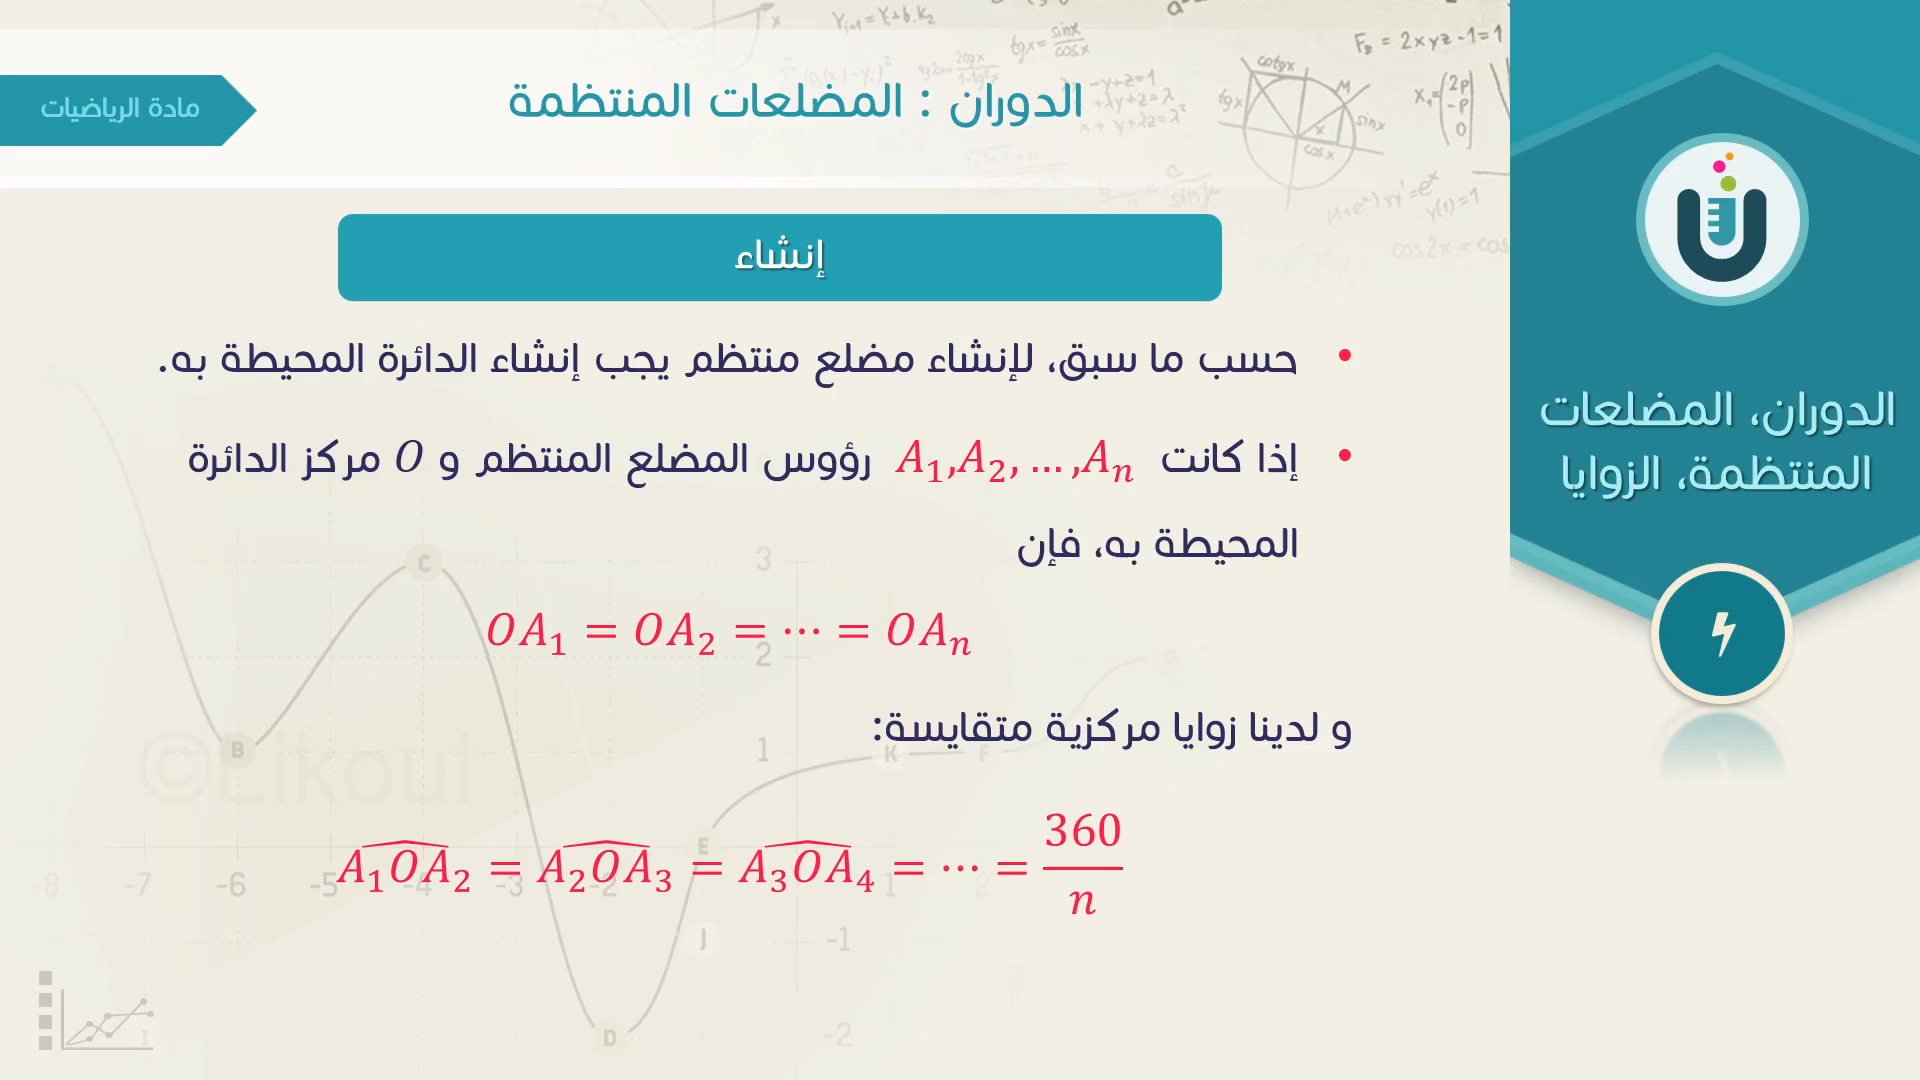 مادة الرياضيات
الدوران : المضلعات المنتظمة
إنشاء
حسب ما سبق، لإنشاء مضلع منتظم يجب إنشاء الدائرة المحيطة به.
إذا كانت A₁,A₂, … ,Aₙ رؤوس المضلع المنتظم و O مركز الدائرة
المحيطة به، فإن
OA₁ = OA₂ = ⋯ = OAₙ
و لدينا زوايا مركزية متقايسة:
A₁OA₂ = A₂OA₃ = A₃OA₄ = ⋯ = 360/n
الدوران، المضلعات
المنتظمة، الزوايا
©Likoul